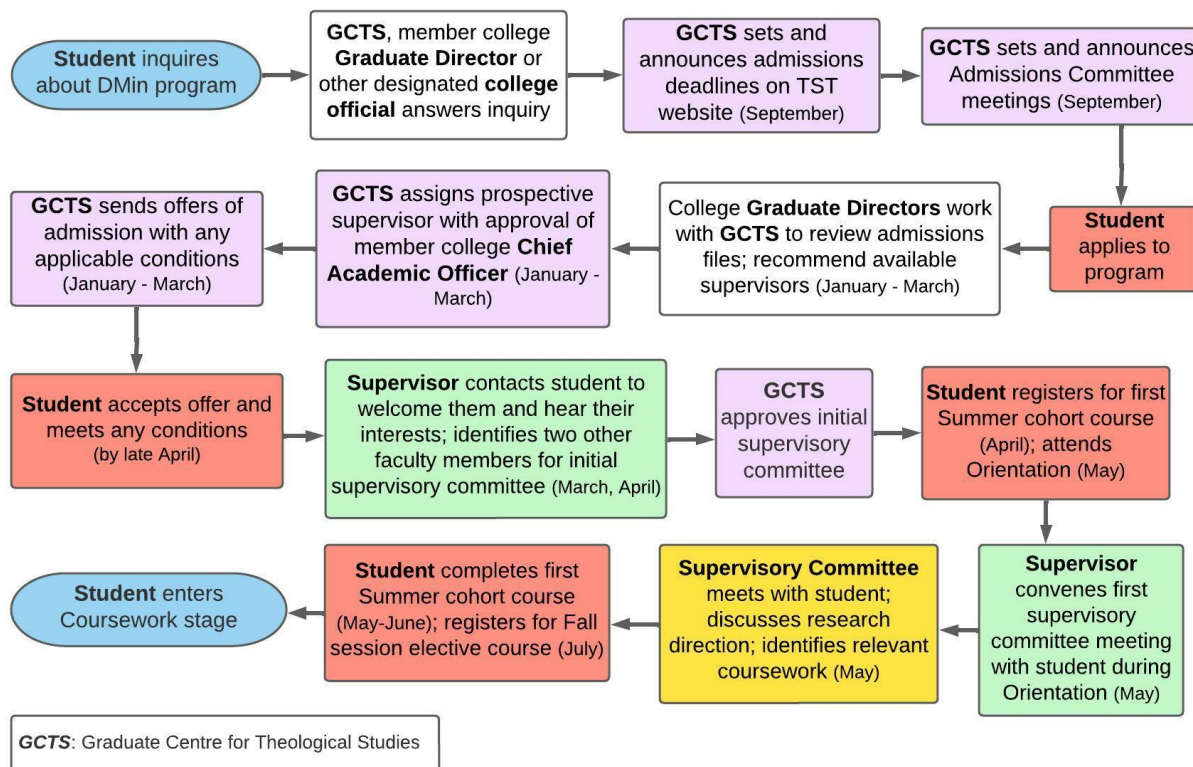 Student inquires
about DMin program
GCTS, member college
Graduate Director or
other designated college
official answers inquiry
GCTS sets and
announces admissions
deadlines on TST
website (September)
GCTS sets and announces
Admissions Committee
meetings (September)
Student
applies to
program
College Graduate Directors work
with GCTS to review admissions
files; recommend available
supervisors (January - March)
GCTS assigns prospective
supervisor with approval of
member college Chief
Academic Officer (January -
March)
GCTS sends offers of
admission with any
applicable conditions
(January - March)
Student accepts offer and
meets any conditions
(by late April)
Supervisor contacts student to
welcome them and hear their
interests; identifies two other
faculty members for initial
supervisory committee (March, April)
GCTS
approves initial
supervisory
committee
Student registers for first
Summer cohort course
(April); attends
Orientation (May)
Supervisor
convenes first
supervisory
committee meeting
with student during
Orientation (May)
Supervisory Committee
meets with student;
discusses research
direction; identifies relevant
coursework (May)
Student completes first
Summer cohort course
(May-June); registers for Fall
session elective course (July)
Student enters
Coursework stage
GCTS: Graduate Centre for Theological Studies